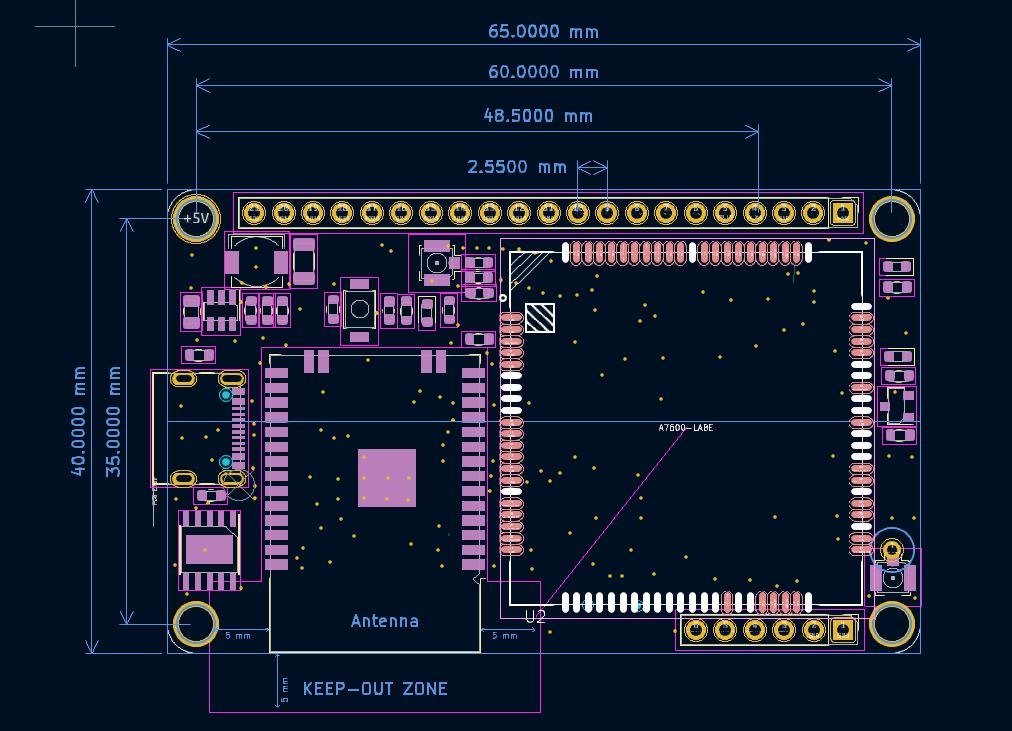 65.0000 mm
60.0000 mm
48.5000 mm
2.5500 mm
+5V
40.0000 mm
35.0000 mm
A7600-LABE
U2
Antenna
5 mm
5 mm
5 mm
KEEP-OUT ZONE